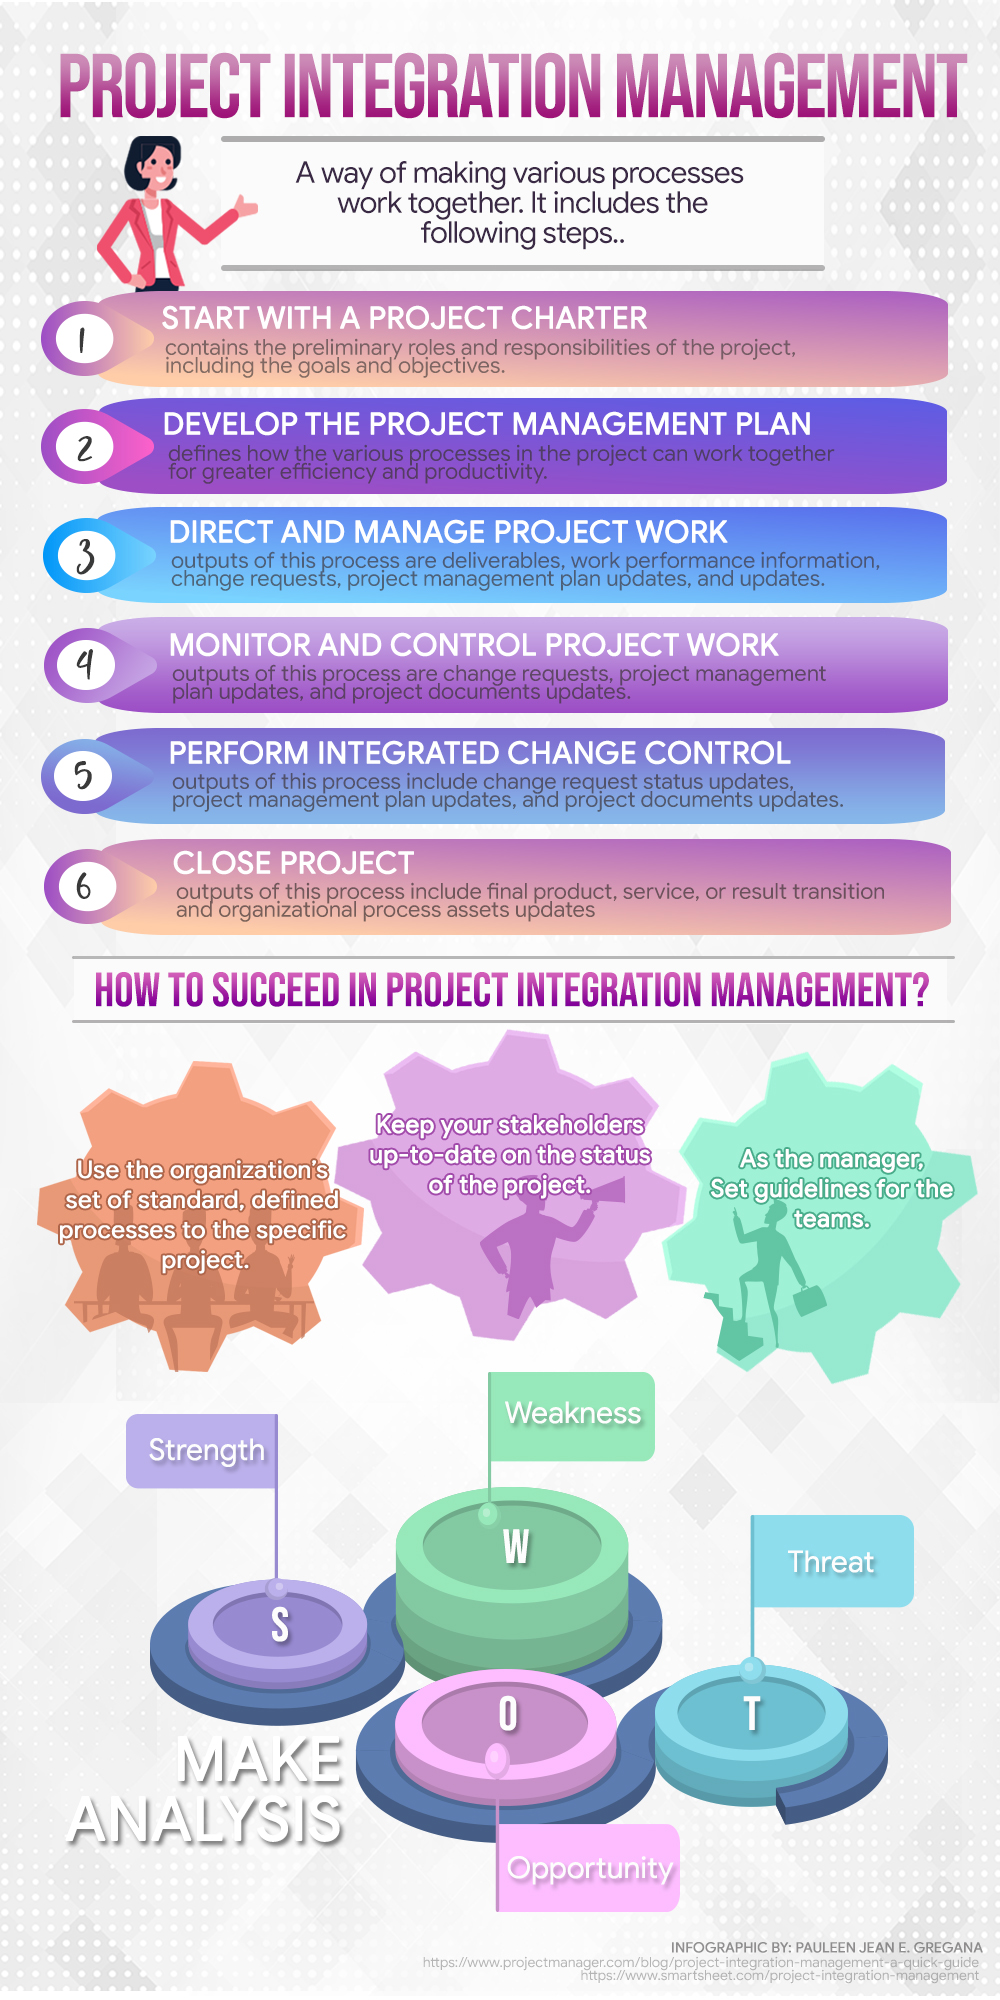 PROJECT INTEGRATION MANAGEMENT
A way of making various processes
work together. It includes the
following steps..
1
START WITH A PROJECT CHARTER
contains the preliminary roles and responsibilities of the project,
including the goals and objectives.
2
DEVELOP THE PROJECT MANAGEMENT PLAN
defines how the various processes in the project can work together
for greater efficiency and productivity.
3
DIRECT AND MANAGE PROJECT WORK
outputs of this process are deliverables, work performance information,
change requests, project management plan updates, and updates.
4
MONITOR AND CONTROL PROJECT WORK
outputs of this process are change requests, project management
plan updates, and project documents updates.
5
PERFORM INTEGRATED CHANGE CONTROL
outputs of this process include change request status updates,
project management plan updates, and project documents updates.
6
CLOSE PROJECT
outputs of this process include final product, service, or result transition
and organizational process assets updates
HOW TO SUCCEED IN PROJECT INTEGRATION MANAGEMENT?
Use the organization's
set of standard, defined
processes to the specific
project.
Keep your stakeholders
up-to-date on the status
of the project.
As the manager,
Set guidelines for the
teams.
Strength
Weakness
Threat
S
W
O
T
MAKE
ANALYSIS
Opportunity
INFOGRAPHIC BY: PAULEEN JEAN E. GREGANA
https://www.projectmanager.com/blog/project-integration-management-a-quick-guide
https://www.smartsheet.com/project-integration-management